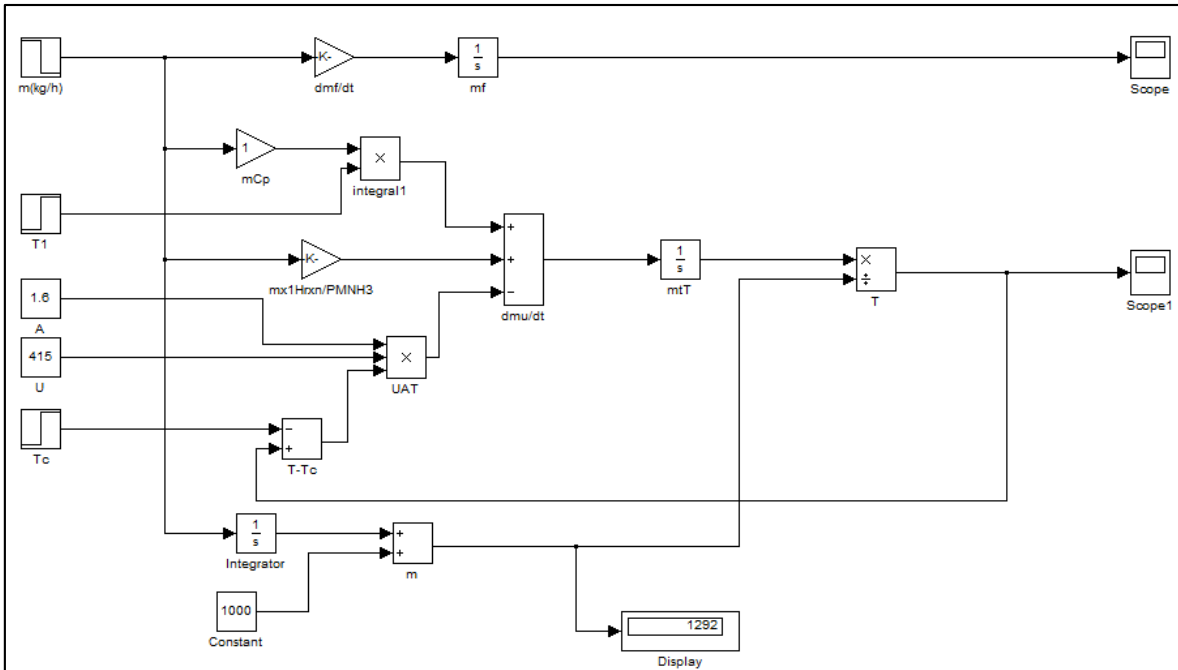 K-
1
s
m(kg/h)
dmf/dt
mf
Scope
1
×
mCp
integral1
T1
+
K-
+
1
s
×
÷
mx1Hrxn/PMNH3
−
mtT
T
Scope1
1.6
dmu/dt
A
415
×
U
UAT
−
+
Tc
T-Tc
1
s
+
+
Integrator
m
1000
Constant
1292
Display